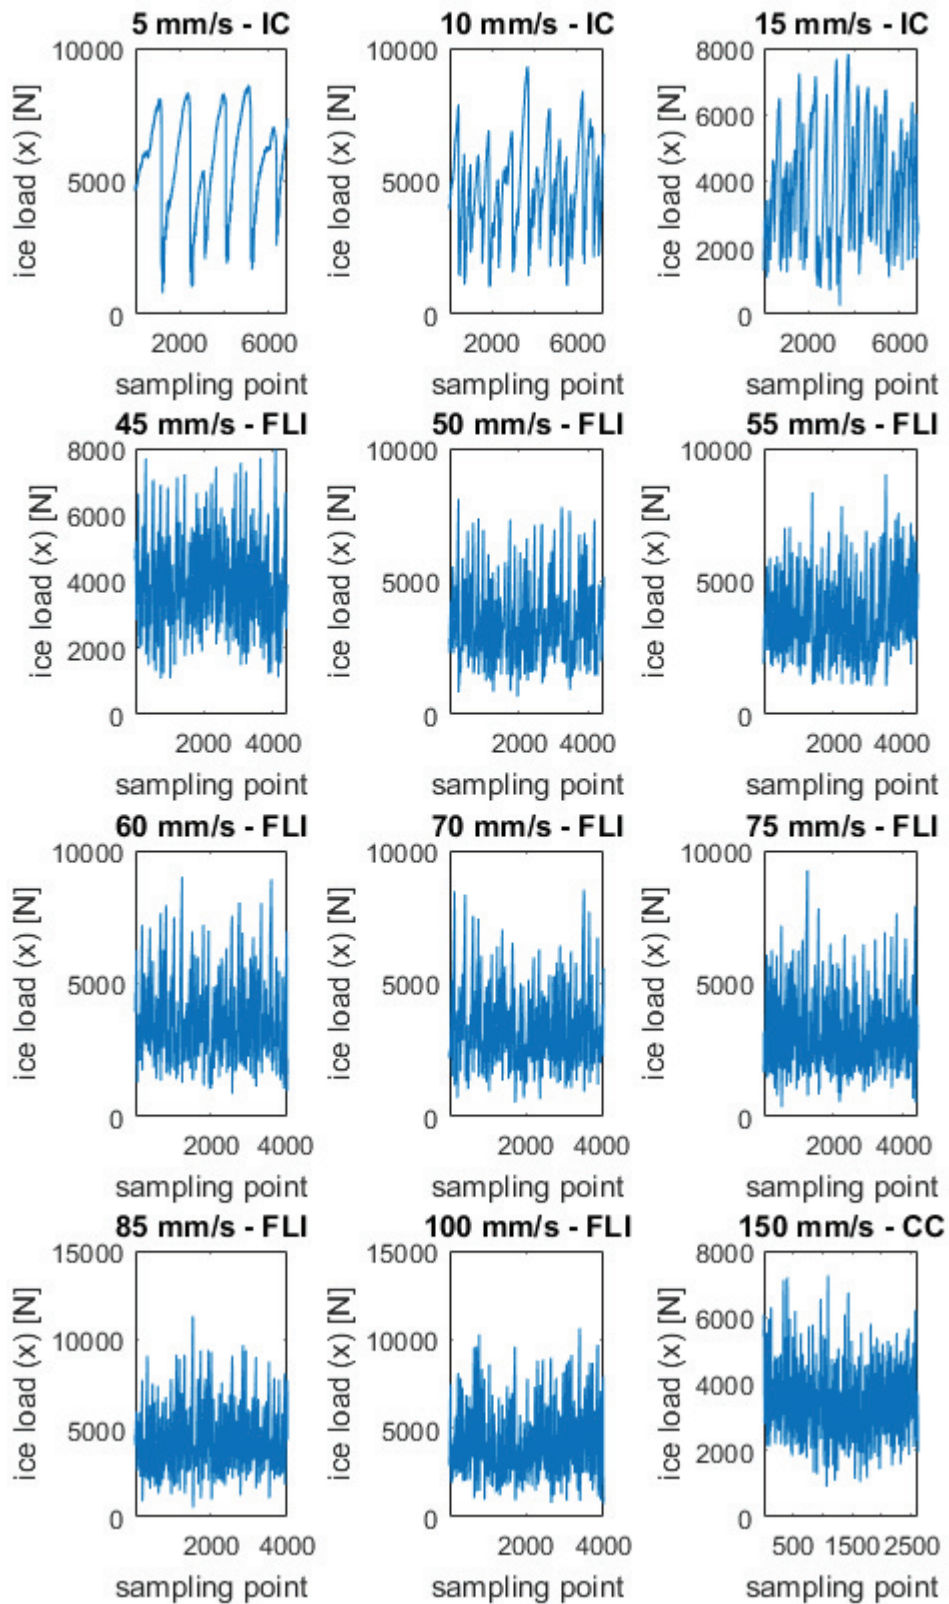 5 mm/s - IC 10 mm/s - IC 15 mm/s - IC
ice load (x) [N] ice load (x) [N] ice load (x) [N]
10000 10000 8000
6000
5000 5000 4000
2000
0 0 0
2000 6000 2000 6000 2000 6000
sampling point sampling point sampling point
45 mm/s - FLI 50 mm/s - FLI 55 mm/s - FLI
ice load (x) [N] ice load (x) [N] ice load (x) [N]
8000 10000 10000
6000
4000 5000 5000
2000
0 0 0
2000 4000 2000 4000 2000 4000
sampling point sampling point sampling point
60 mm/s - FLI 70 mm/s - FLI 75 mm/s - FLI
ice load (x) [N] ice load (x) [N] ice load (x) [N]
10000 10000 10000
5000 5000 5000
0 0 0
2000 4000 2000 4000 2000 4000
sampling point sampling point sampling point
85 mm/s - FLI 100 mm/s - FLI 150 mm/s - CC
ice load (x) [N] ice load (x) [N] ice load (x) [N]
15000 15000 8000
10000 10000 6000
4000
5000 5000 2000
0 0 0
2000 4000 2000 4000 500 1500 2500
sampling point sampling point sampling point